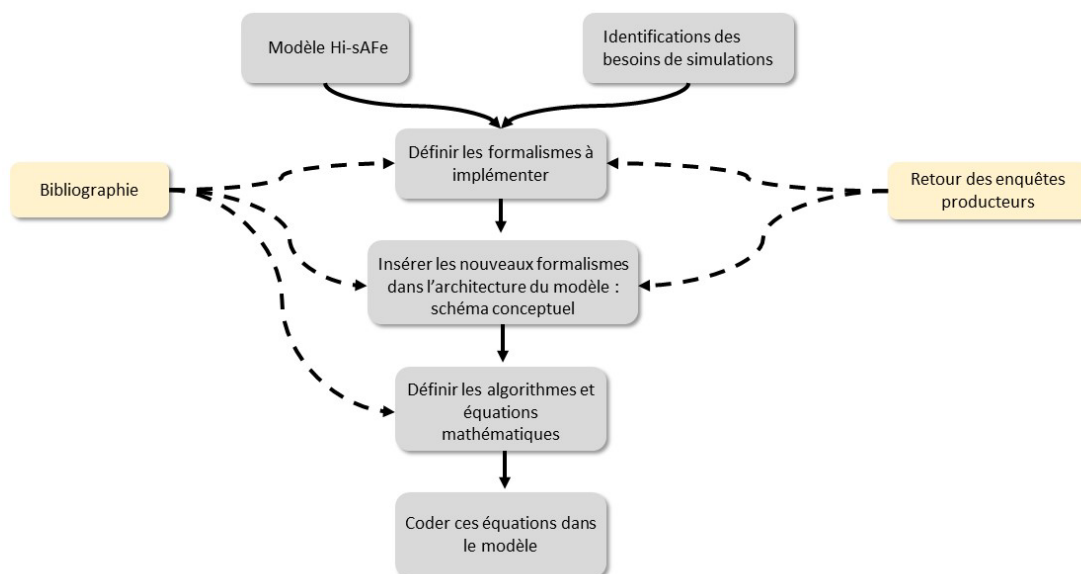 Modèle Hi-sAFe
Identifications des
besoins de simulations
Définir les formalismes à
implémenter
Bibliographie
Retour des enquêtes
producteurs
Insérer les nouveaux formalismes
dans l'architecture du modèle :
schéma conceptuel
Définir les algorithmes et
équations
mathématiques
Coder ces équations dans
le modèle